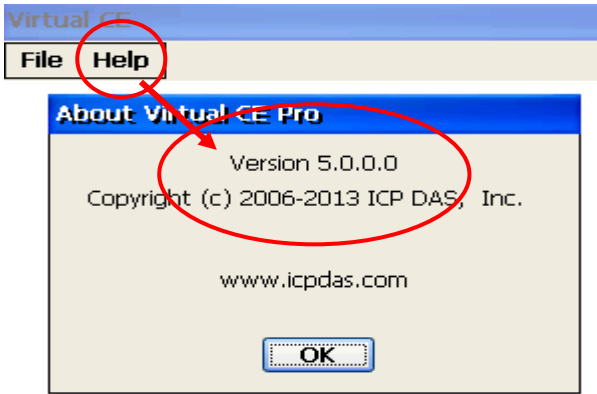 Virtual CE
File Help
About Virtual CE Pro
Version 5.0.0.0
Copyright (c) 2006-2013 ICP DAS, Inc.
www.icpdas.com
OK